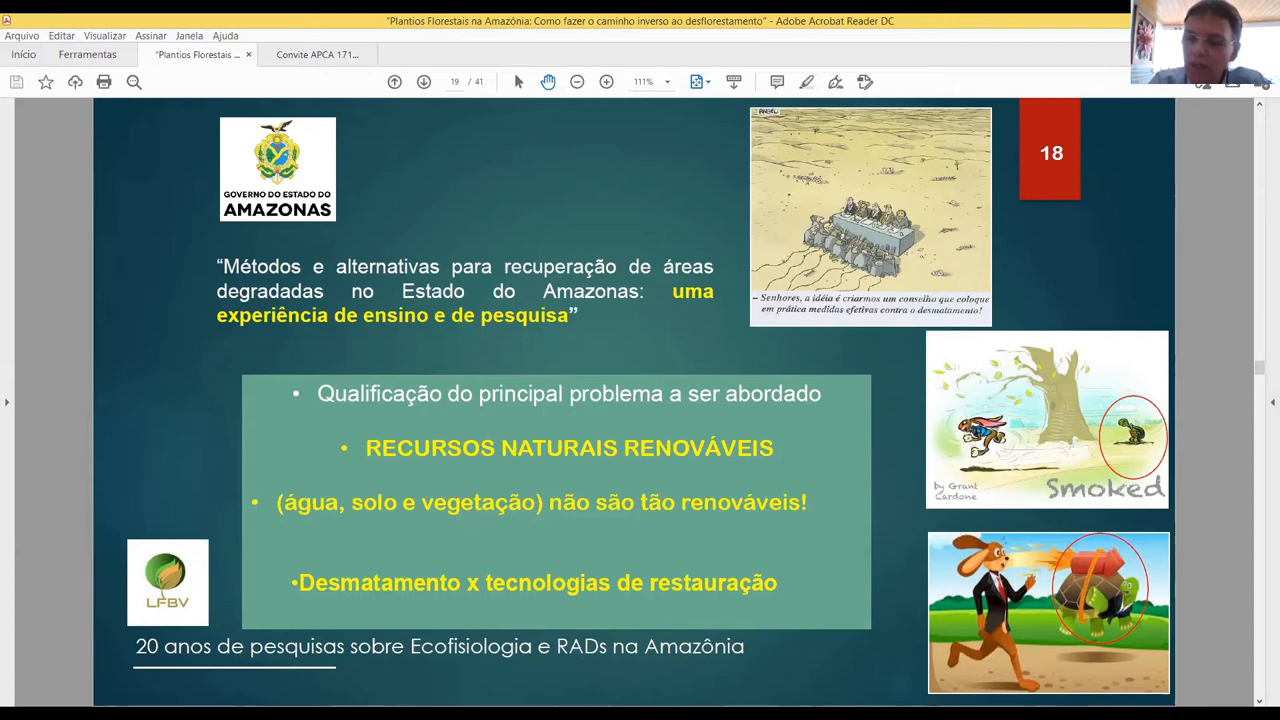 "Plantios Florestais na Amazônia: Como fazer o caminho inverso ao desflorestamento" - Adobe Acrobat Reader DC
Arquivo Editar Visualizar Assinar Janela Ajuda
Início Ferramentas "Plantios Florestais ... × Convite APCA 171...
19 / 41 111%
ANGELI
18
GOVERNO DO ESTADO DO
AMAZONAS
“Métodos e alternativas para recuperação de áreas
degradadas no Estado do Amazonas: uma
experiência de ensino e de pesquisa”
– Senhores, a idéia é criarmos um conselho que coloque
em prática medidas efetivas contra o desmatamento!
• Qualificação do principal problema a ser abordado
• RECURSOS NATURAIS RENOVÁVEIS
• (água, solo e vegetação) não são tão renováveis!
•Desmatamento x tecnologias de restauração
by Grant
Cardone
Smoked
LFBV
20 anos de pesquisas sobre Ecofisiologia e RADs na Amazônia